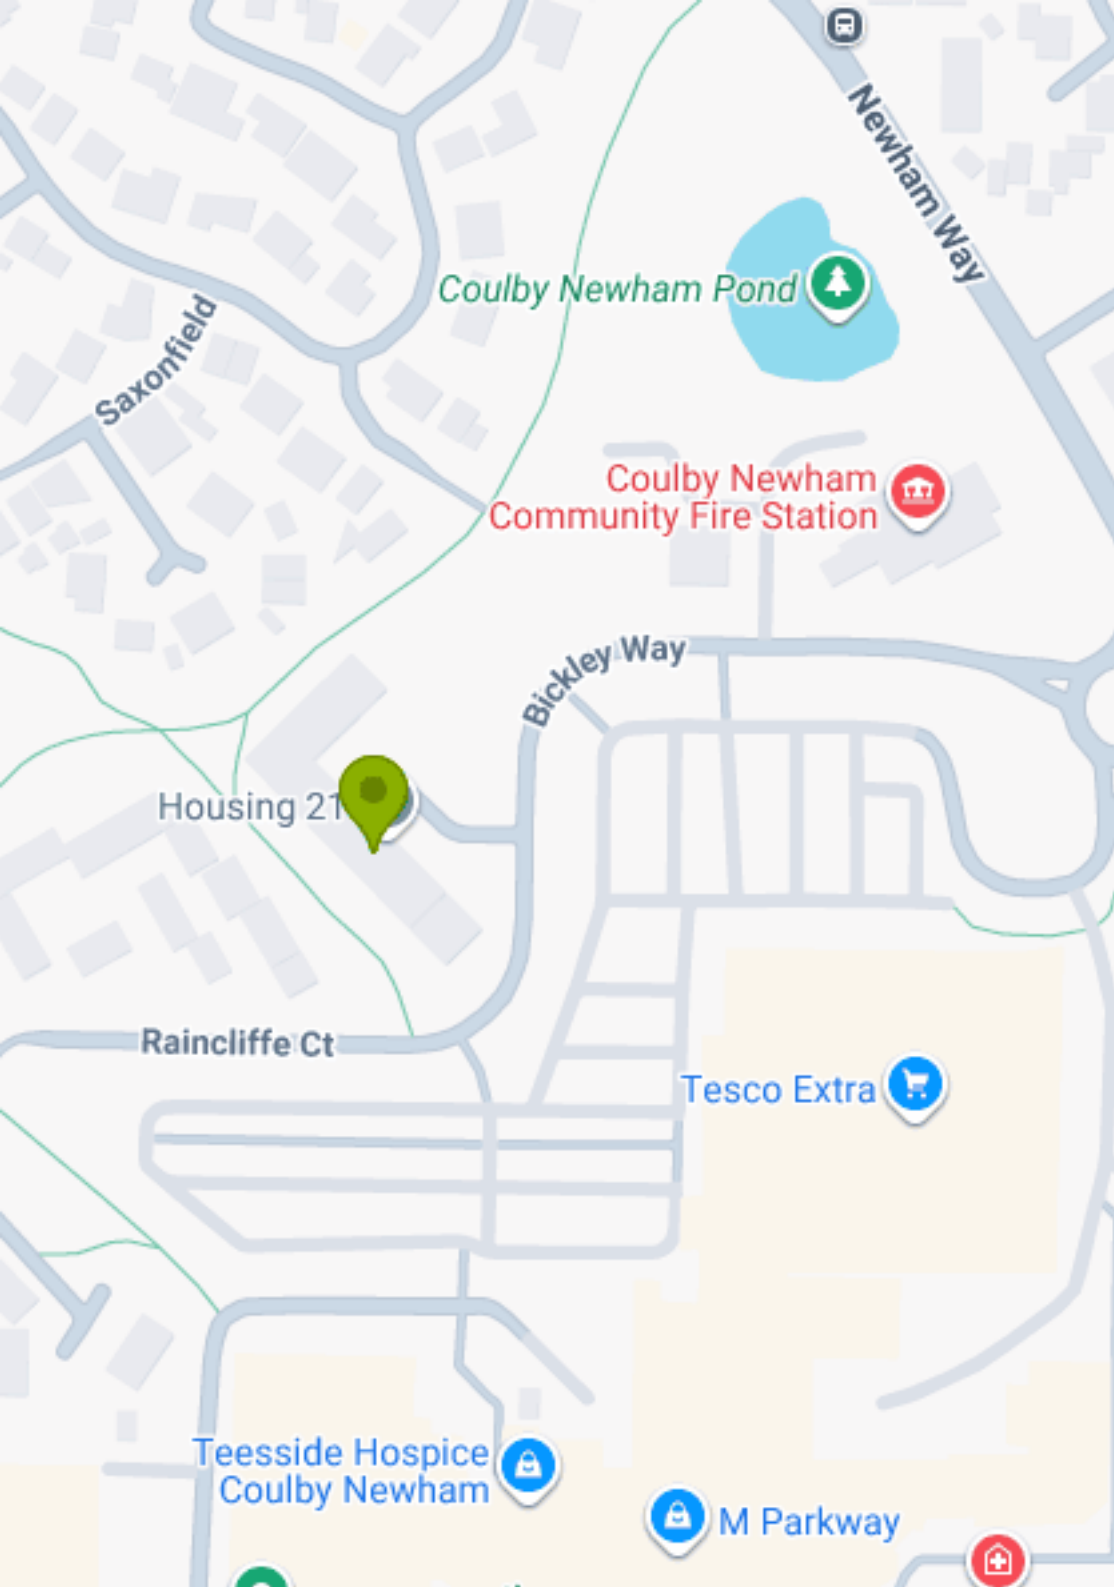 Newham Way
Coulby Newham Pond
Saxonfield
Coulby Newham
Community Fire Station
Bickley Way
Housing 21
Raincliffe Ct
Tesco Extra
Teesside Hospice
Coulby Newham
M Parkway